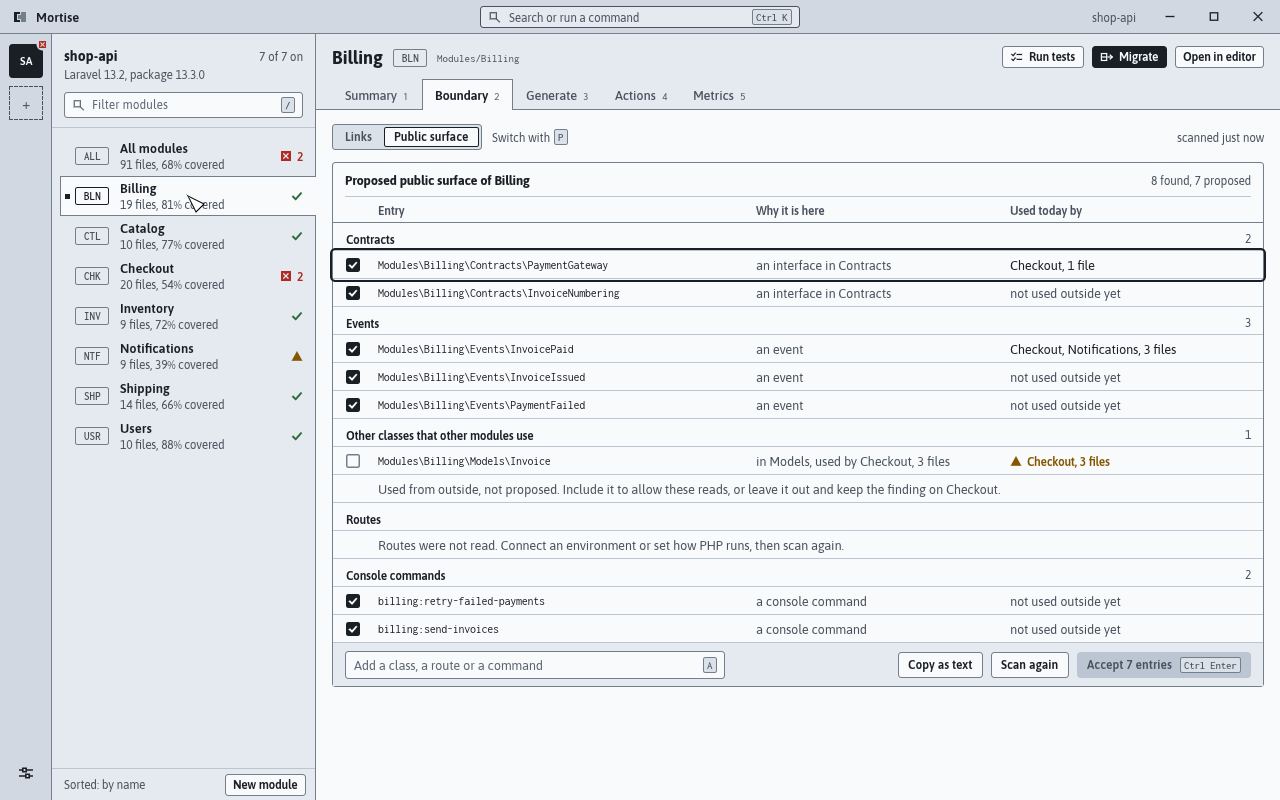 Mortise
Search or run a command
Ctrl K
shop-api
SA
shop-api
7 of 7 on
Laravel 13.2, package 13.3.0
Filter modules
/
ALL
All modules
91 files, 68% covered
2
BLN
Billing
19 files, 81% covered
CTL
Catalog
10 files, 77% covered
CHK
Checkout
20 files, 54% covered
2
INV
Inventory
9 files, 72% covered
NTF
Notifications
9 files, 39% covered
SHP
Shipping
14 files, 66% covered
USR
Users
10 files, 88% covered
Sorted: by name
New module
Billing
BLN
Modules/Billing
Run tests
Migrate
Open in editor
Summary 1
Boundary 2
Generate 3
Actions 4
Metrics 5
Links
Public surface
Switch with P
scanned just now
Proposed public surface of Billing
8 found, 7 proposed
Entry
Why it is here
Used today by
Contracts
2
Modules\Billing\Contracts\PaymentGateway
an interface in Contracts
Checkout, 1 file
Modules\Billing\Contracts\InvoiceNumbering
an interface in Contracts
not used outside yet
Events
3
Modules\Billing\Events\InvoicePaid
an event
Checkout, Notifications, 3 files
Modules\Billing\Events\InvoiceIssued
an event
not used outside yet
Modules\Billing\Events\PaymentFailed
an event
not used outside yet
Other classes that other modules use
1
Modules\Billing\Models\Invoice
in Models, used by Checkout, 3 files
Checkout, 3 files
Used from outside, not proposed. Include it to allow these reads, or leave it out and keep the finding on Checkout.
Routes
Routes were not read. Connect an environment or set how PHP runs, then scan again.
Console commands
2
billing:retry-failed-payments
a console command
not used outside yet
billing:send-invoices
a console command
not used outside yet
Add a class, a route or a command
A
Copy as text
Scan again
Accept 7 entries
Ctrl Enter